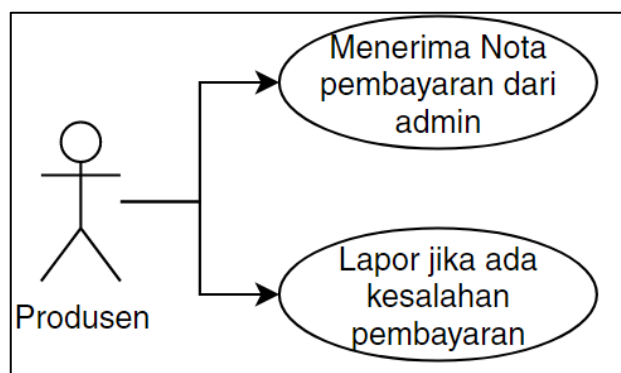 Menerima Nota
pembayaran dari
admin
Lapor jika ada
kesalahan
pembayaran
Produsen